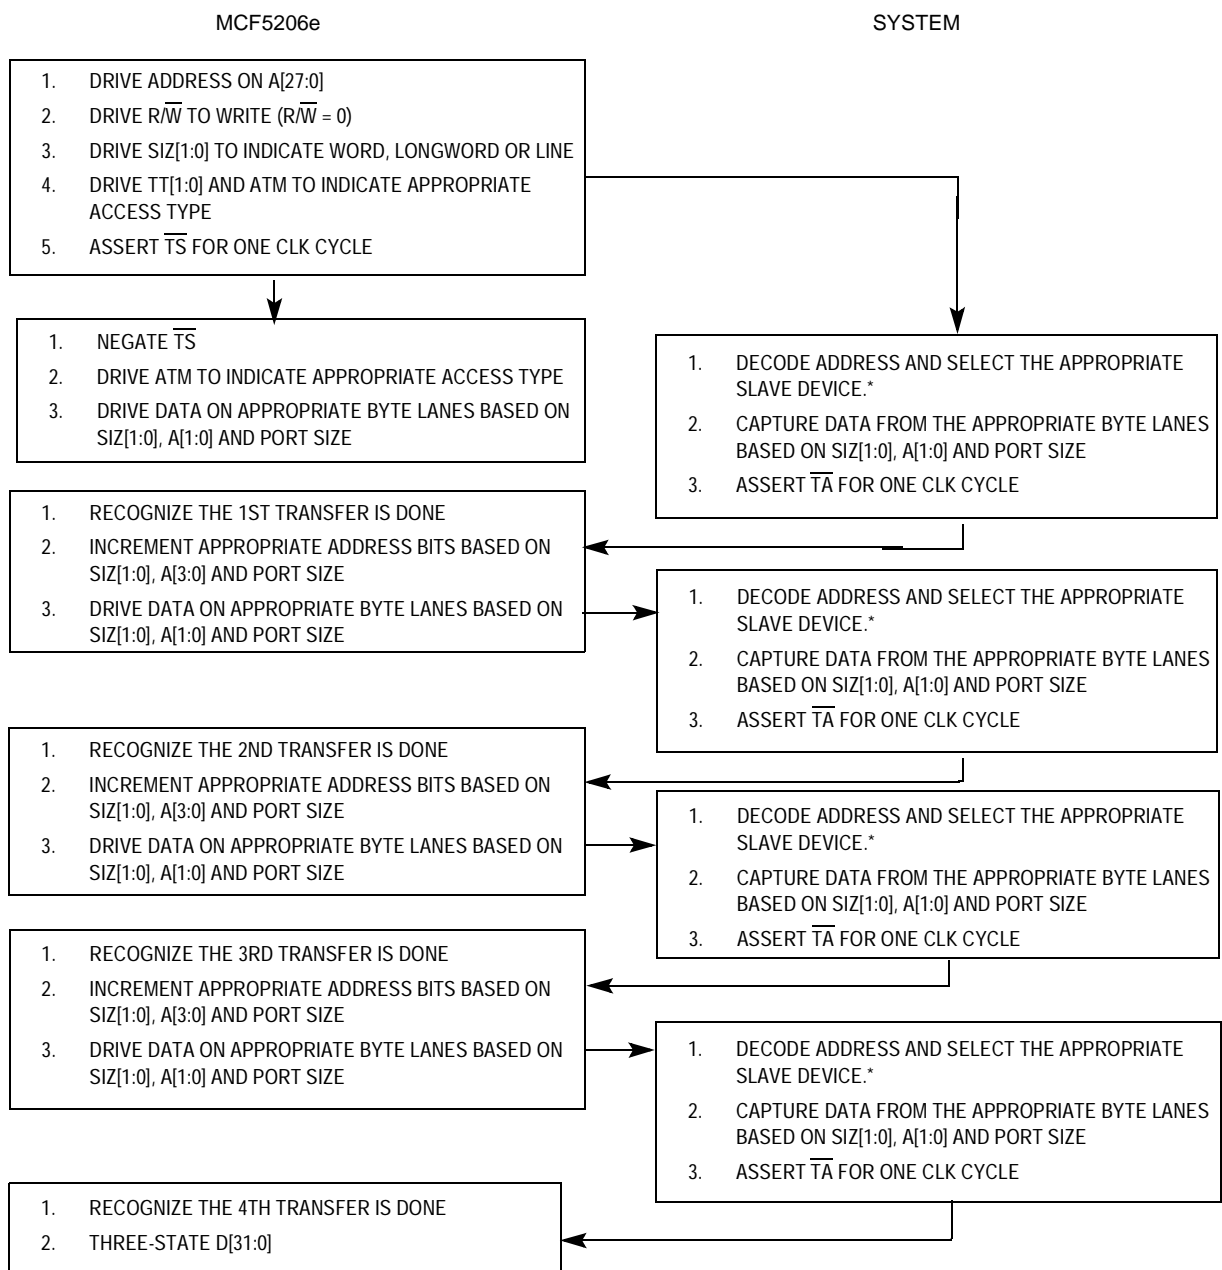 MCF5206e
SYSTEM
1. DRIVE ADDRESS ON A[27:0]
2. DRIVE R/W̅ TO WRITE (R/W̅ = 0)
3. DRIVE SIZ[1:0] TO INDICATE WORD, LONGWORD OR LINE
4. DRIVE TT[1:0] AND ATM TO INDICATE APPROPRIATE
ACCESS TYPE
5. ASSERT T̅S̅ FOR ONE CLK CYCLE
1. NEGATE T̅S̅
2. DRIVE ATM TO INDICATE APPROPRIATE ACCESS TYPE
3. DRIVE DATA ON APPROPRIATE BYTE LANES BASED ON
SIZ[1:0], A[1:0] AND PORT SIZE
1. DECODE ADDRESS AND SELECT THE APPROPRIATE
SLAVE DEVICE.*
2. CAPTURE DATA FROM THE APPROPRIATE BYTE LANES
BASED ON SIZ[1:0], A[1:0] AND PORT SIZE
3. ASSERT T̅A̅ FOR ONE CLK CYCLE
1. RECOGNIZE THE 1ST TRANSFER IS DONE
2. INCREMENT APPROPRIATE ADDRESS BITS BASED ON
SIZ[1:0], A[3:0] AND PORT SIZE
3. DRIVE DATA ON APPROPRIATE BYTE LANES BASED ON
SIZ[1:0], A[1:0] AND PORT SIZE
1. DECODE ADDRESS AND SELECT THE APPROPRIATE
SLAVE DEVICE.*
2. CAPTURE DATA FROM THE APPROPRIATE BYTE LANES
BASED ON SIZ[1:0], A[1:0] AND PORT SIZE
3. ASSERT T̅A̅ FOR ONE CLK CYCLE
1. RECOGNIZE THE 2ND TRANSFER IS DONE
2. INCREMENT APPROPRIATE ADDRESS BITS BASED ON
SIZ[1:0], A[3:0] AND PORT SIZE
3. DRIVE DATA ON APPROPRIATE BYTE LANES BASED ON
SIZ[1:0], A[1:0] AND PORT SIZE
1. DECODE ADDRESS AND SELECT THE APPROPRIATE
SLAVE DEVICE.*
2. CAPTURE DATA FROM THE APPROPRIATE BYTE LANES
BASED ON SIZ[1:0], A[1:0] AND PORT SIZE
3. ASSERT T̅A̅ FOR ONE CLK CYCLE
1. RECOGNIZE THE 3RD TRANSFER IS DONE
2. INCREMENT APPROPRIATE ADDRESS BITS BASED ON
SIZ[1:0], A[3:0] AND PORT SIZE
3. DRIVE DATA ON APPROPRIATE BYTE LANES BASED ON
SIZ[1:0], A[1:0] AND PORT SIZE
1. DECODE ADDRESS AND SELECT THE APPROPRIATE
SLAVE DEVICE.*
2. CAPTURE DATA FROM THE APPROPRIATE BYTE LANES
BASED ON SIZ[1:0], A[1:0] AND PORT SIZE
3. ASSERT T̅A̅ FOR ONE CLK CYCLE
1. RECOGNIZE THE 4TH TRANSFER IS DONE
2. THREE-STATE D[31:0]